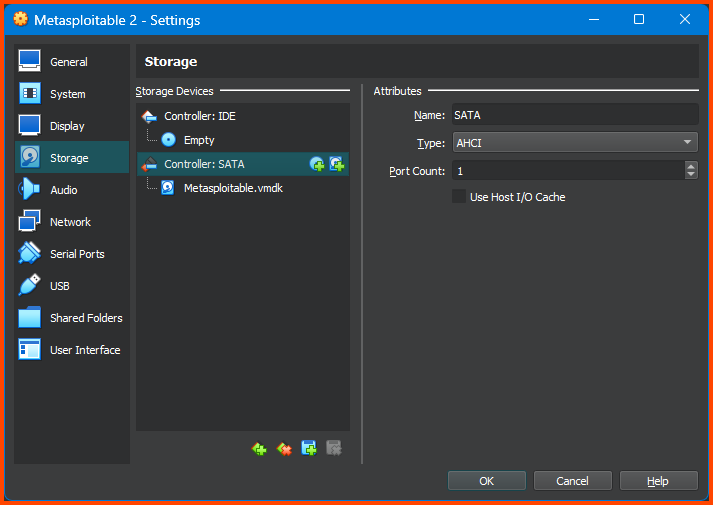 Metasploitable 2 - Settings
General
System
Display
Storage
Audio
Network
Serial Ports
USB
Shared Folders
User Interface
Storage
Storage Devices
Controller: IDE
Empty
Controller: SATA
Metasploitable.vmdk
Attributes
Name: SATA
Type: AHCI
Port Count: 1
Use Host I/O Cache
OK
Cancel
Help